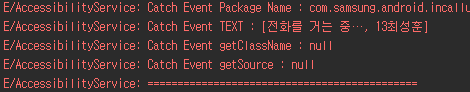 E/AccessibilityService: Catch Event Package Name : com.samsung.android.incallu
E/AccessibilityService: Catch Event TEXT : [전화를 거는 중…, 13최성훈]
E/AccessibilityService: Catch Event getClassName : null
E/AccessibilityService: Catch Event getSource : null
E/AccessibilityService: =============================================